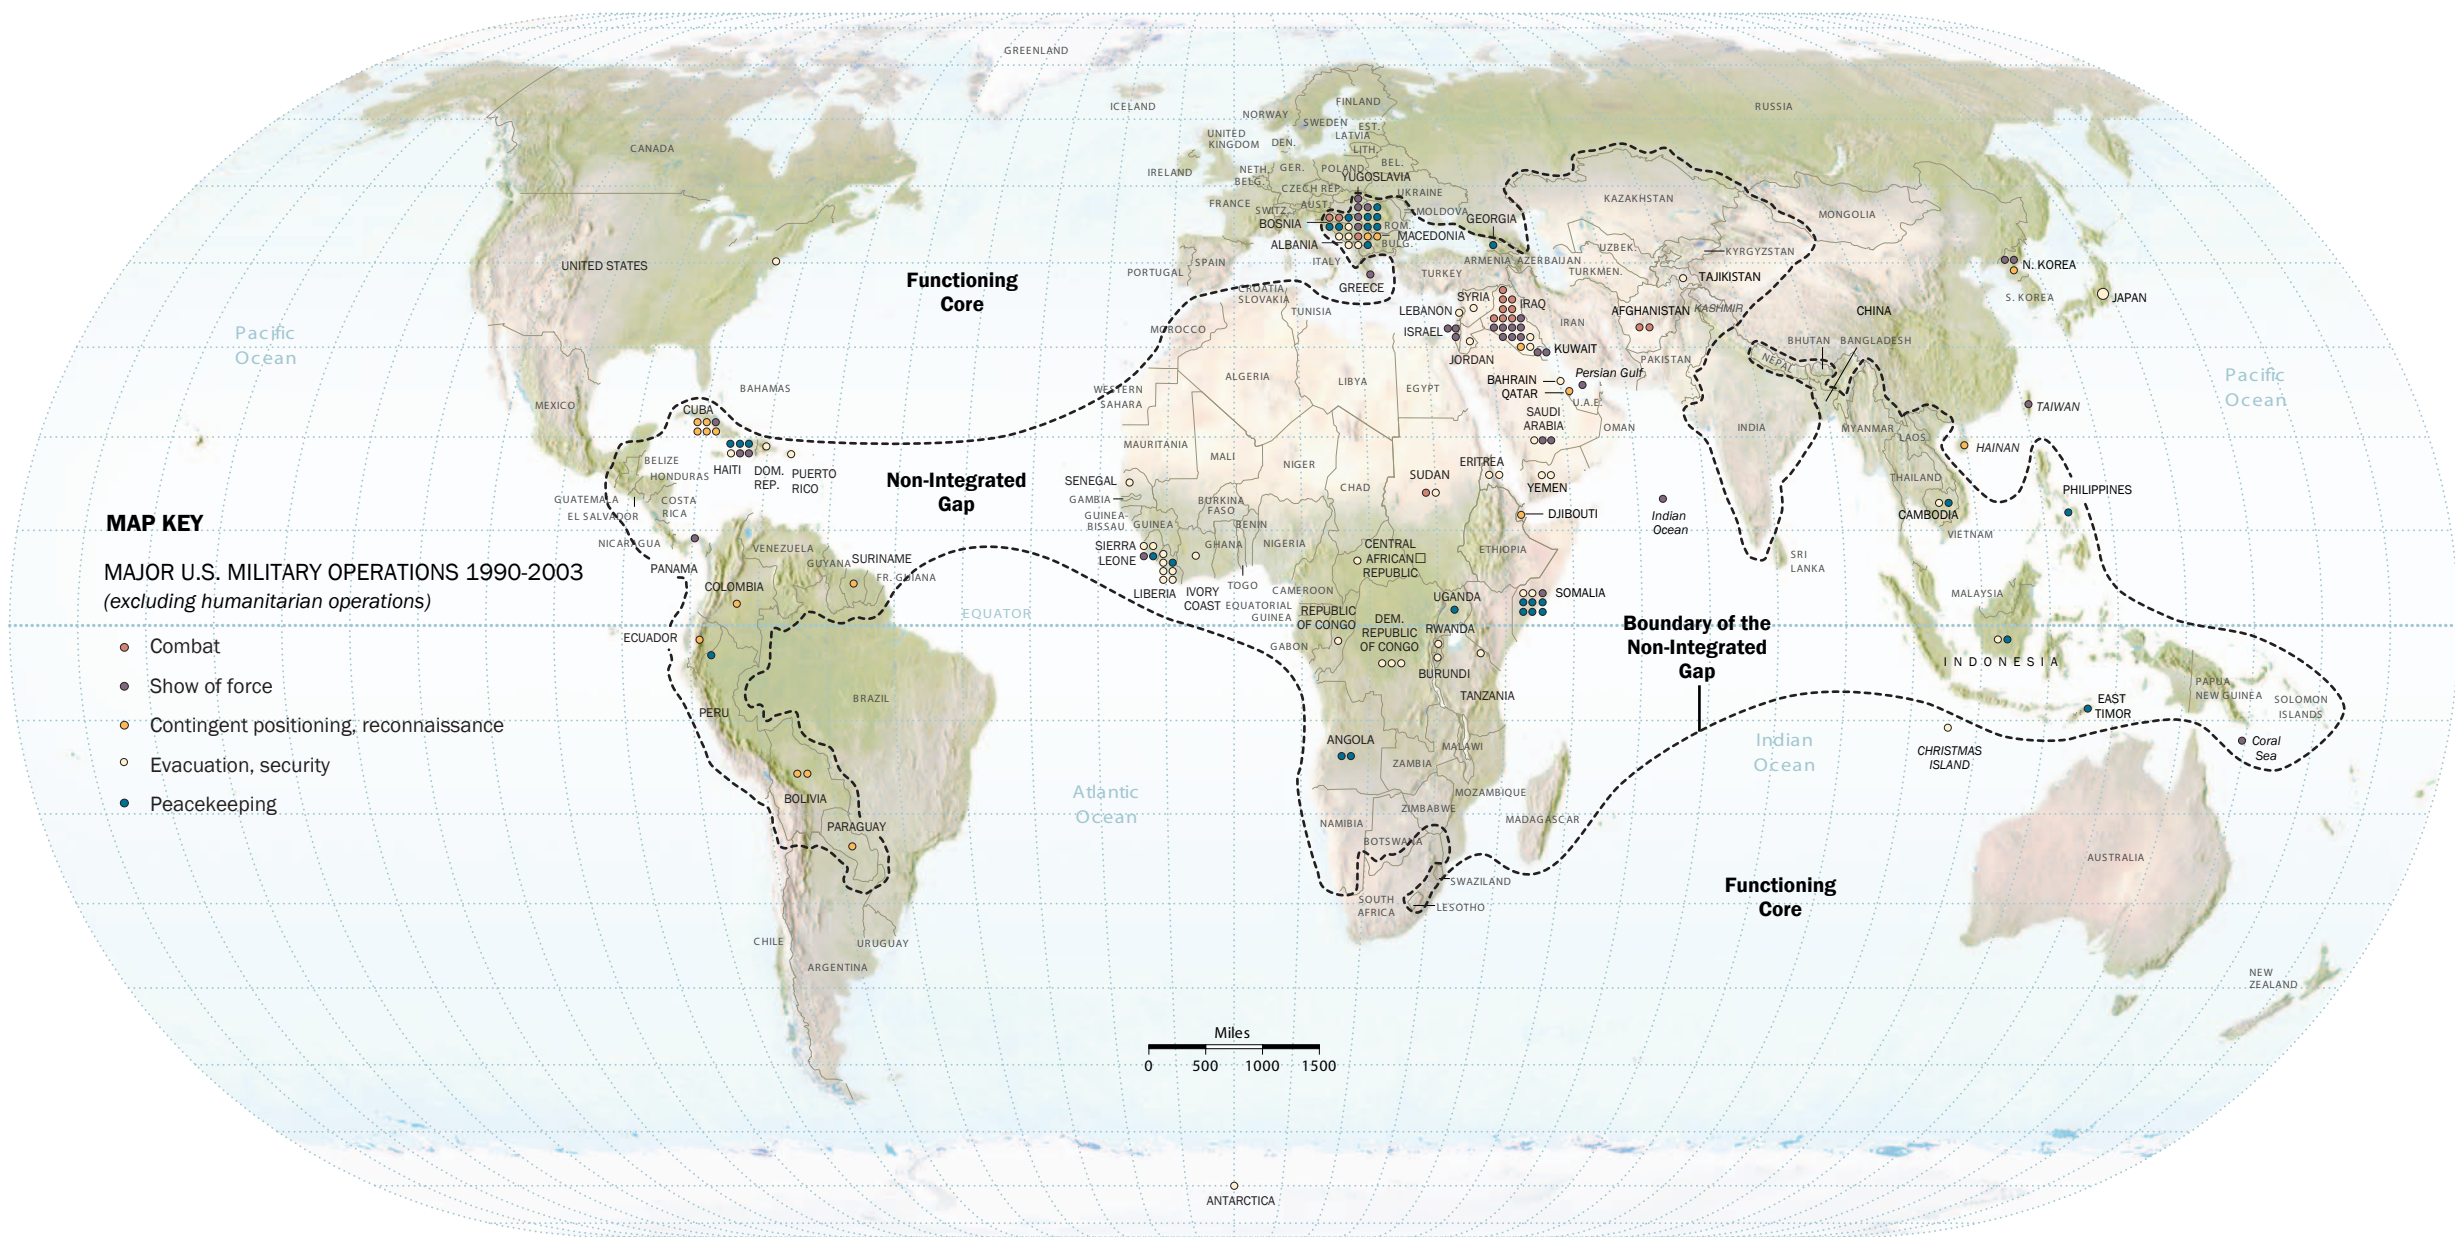 GREENLAND
ICELAND
NORWAY
FINLAND
SWEDEN
EST.
LATVIA
LITH.
DEN.
UNITED
KINGDOM
IRELAND
NETH.
BELG.
GER.
POLAND
BEL.
CZECH REP.
YUGOSLAVIA
UKRAINE
FRANCE
SWITZ.
AUST.
MOLDOVA
BOSNIA
ROM.
MACEDONIA
ALBANIA
BULG.
GEORGIA
ITALY
SPAIN
PORTUGAL
CROATIA
SLOVAKIA
GREECE
TURKEY
ARMENIA
AZERBAIJAN
RUSSIA
KAZAKHSTAN
MONGOLIA
UZBEK.
KYRGYZSTAN
TURKMEN.
TAJIKISTAN
N. KOREA
S. KOREA
JAPAN
CHINA
CANADA
UNITED STATES
Functioning
Core
Pacific
Ocean
MEXICO
BAHAMAS
CUBA
HAITI
DOM.
REP.
PUERTO
RICO
BELIZE
HONDURAS
GUATEMALA
EL SALVADOR
COSTA
RICA
NICARAGUA
PANAMA
Non-Integrated
Gap
MOROCCO
TUNISIA
WESTERN
SAHARA
ALGERIA
LIBYA
EGYPT
SYRIA
LEBANON
IRAQ
ISRAEL
JORDAN
IRAN
KUWAIT
AFGHANISTAN
KASHMIR
PAKISTAN
BAHRAIN
QATAR
Persian Gulf
U.A.E.
SAUDI
ARABIA
OMAN
YEMEN
NEPAL
BHUTAN
BANGLADESH
INDIA
MYANMAR
LAOS
THAILAND
CAMBODIA
VIETNAM
TAIWAN
HAINAN
PHILIPPINES
Pacific
Ocean
SRI
LANKA
Indian
Ocean
MAURITANIA
MALI
NIGER
CHAD
SUDAN
ERITREA
DJIBOUTI
ETHIOPIA
SOMALIA
SENEGAL
GAMBIA
GUINEA-
BISSAU
GUINEA
SIERRA
LEONE
LIBERIA
IVORY
COAST
BURKINA
FASO
GHANA
BENIN
TOGO
NIGERIA
CAMEROON
EQUATORIAL
GUINEA
GABON
CENTRAL
AFRICAN
REPUBLIC
REPUBLIC
OF CONGO
DEM.
REPUBLIC
OF CONGO
UGANDA
RWANDA
BURUNDI
TANZANIA
MAP KEY
MAJOR U.S. MILITARY OPERATIONS 1990-2003
(excluding humanitarian operations)
Combat
Show of force
Contingent positioning, reconnaissance
Evacuation, security
Peacekeeping
VENEZUELA
GUYANA
SURINAME
FR. GUIANA
COLOMBIA
ECUADOR
EQUATOR
PERU
BRAZIL
BOLIVIA
PARAGUAY
CHILE
URUGUAY
ARGENTINA
Atlantic
Ocean
ANGOLA
ZAMBIA
MALAWI
MOZAMBIQUE
ZIMBABWE
NAMIBIA
BOTSWANA
MADAGASCAR
SWAZILAND
LESOTHO
SOUTH
AFRICA
Boundary of the
Non-Integrated
Gap
Indian
Ocean
Functioning
Core
MALAYSIA
INDONESIA
EAST
TIMOR
CHRISTMAS
ISLAND
PAPUA
NEW GUINEA
SOLOMON
ISLANDS
Coral
Sea
AUSTRALIA
NEW
ZEALAND
Miles
0 500 1000 1500
ANTARCTICA